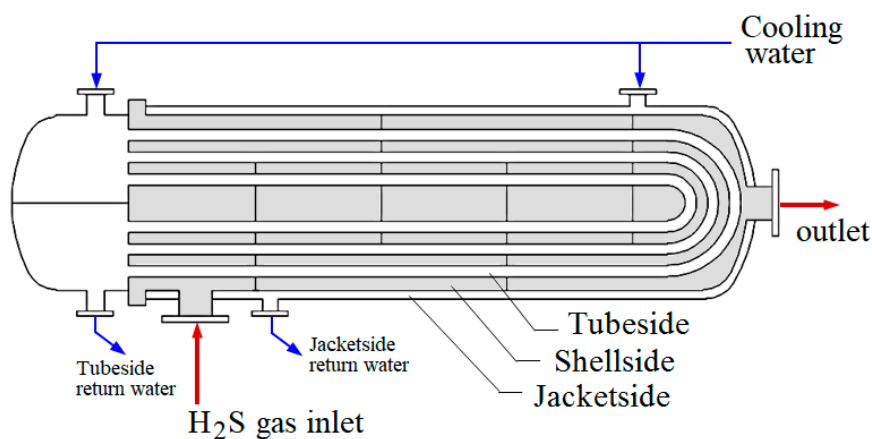 Cooling
water
outlet
Tubeside
Shellside
Jacketside
Jacketside
return water
Tubeside
return water
H₂S gas inlet